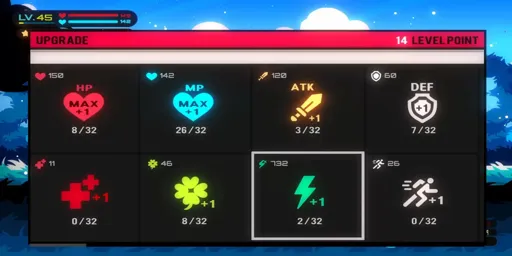 LV.45 150
142
UPGRADE 14 LEVELPOINT
150 142 120 60
HP MP ATK DEF
MAX MAX
+1 +1 +1 +1
8/32 26/32 3/32 7/32
11 46 732 26
+1 +1 +1 +1
0/32 8/32 2/32 0/32